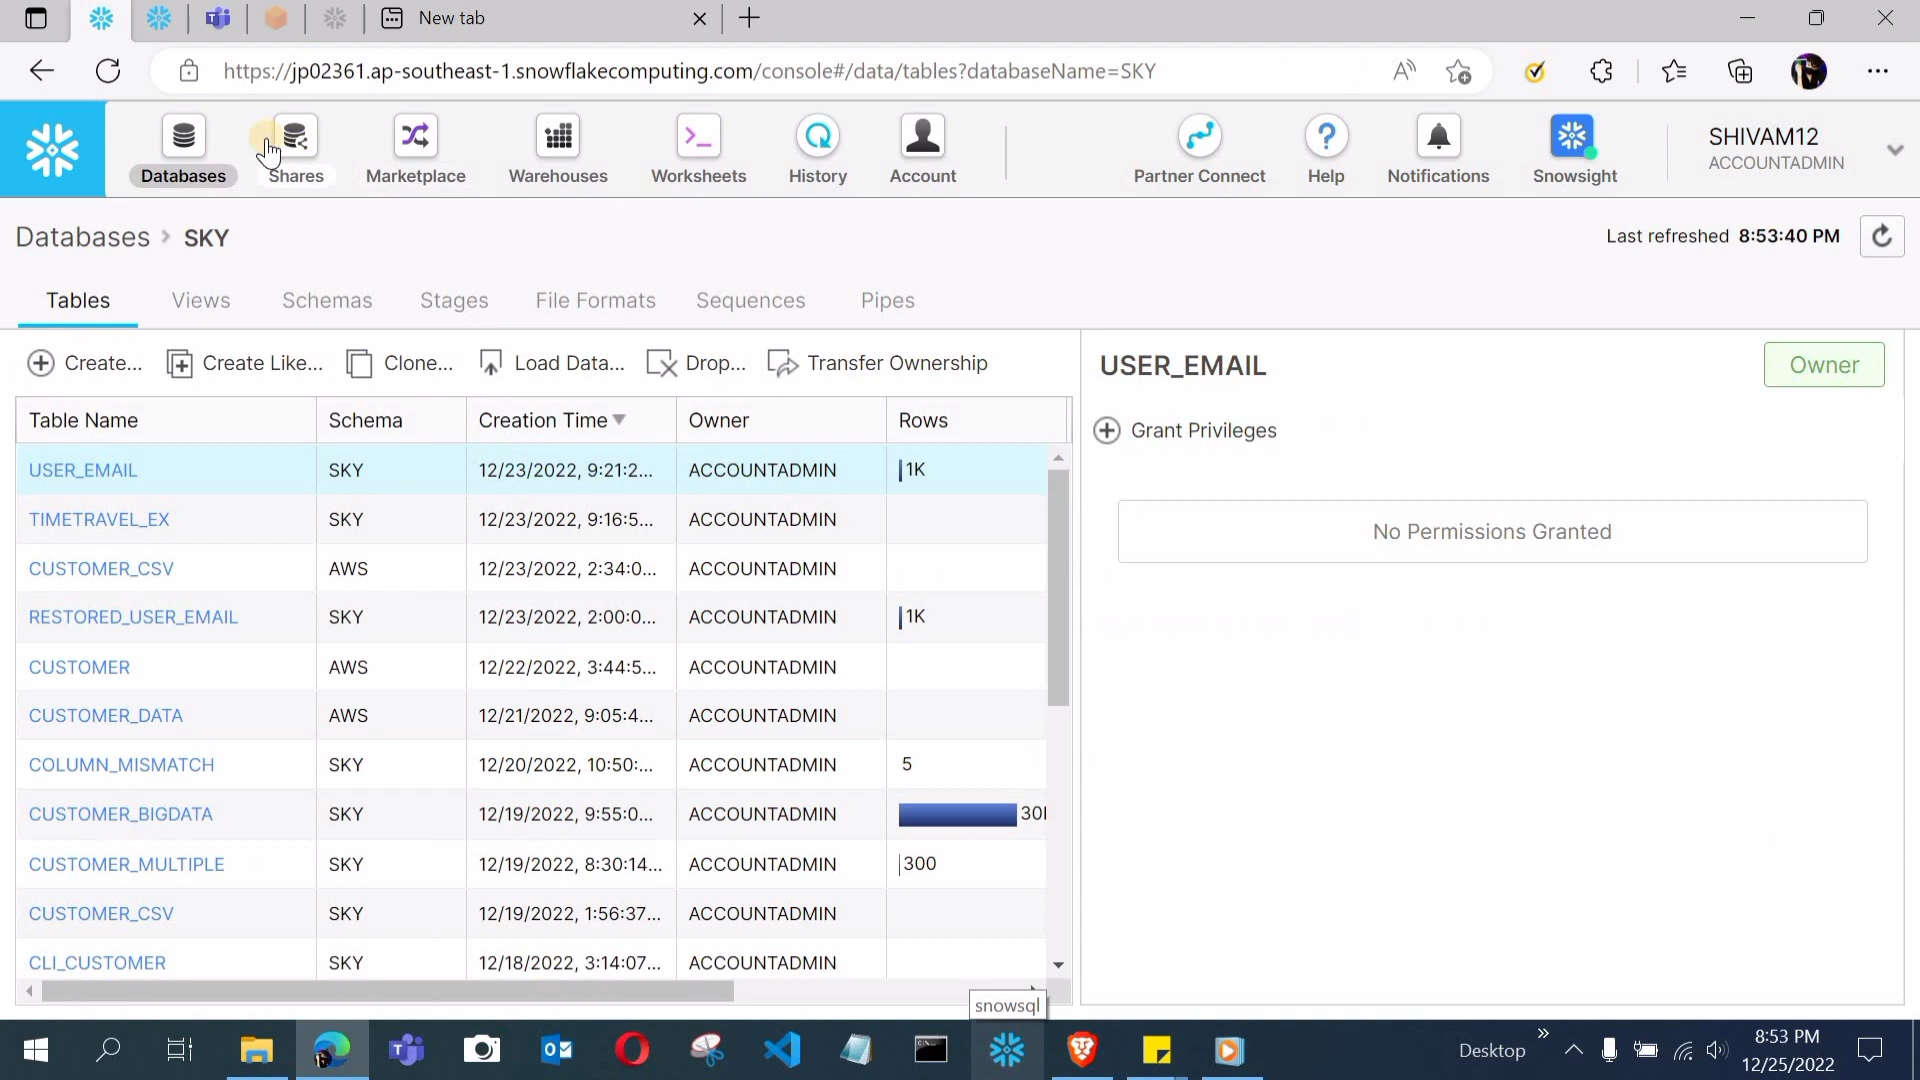 New tab
https://jp02361.ap-southeast-1.snowflakecomputing.com/console#/data/tables?databaseName=SKY
Databases Shares Marketplace Warehouses Worksheets History Account Partner Connect Help Notifications Snowsight SHIVAM12
ACCOUNTADMIN
Databases > SKY Last refreshed 8:53:40 PM
Tables Views Schemas Stages File Formats Sequences Pipes
Create... Create Like... Clone... Load Data... Drop... Transfer Ownership
Table Name Schema Creation Time Owner Rows
USER_EMAIL SKY 12/23/2022, 9:21:2... ACCOUNTADMIN 1K
TIMETRAVEL_EX SKY 12/23/2022, 9:16:5... ACCOUNTADMIN
CUSTOMER_CSV AWS 12/23/2022, 2:34:0... ACCOUNTADMIN
RESTORED_USER_EMAIL SKY 12/23/2022, 2:00:0... ACCOUNTADMIN 1K
CUSTOMER AWS 12/22/2022, 3:44:5... ACCOUNTADMIN
CUSTOMER_DATA AWS 12/21/2022, 9:05:4... ACCOUNTADMIN
COLUMN_MISMATCH SKY 12/20/2022, 10:50:... ACCOUNTADMIN 5
CUSTOMER_BIGDATA SKY 12/19/2022, 9:55:0... ACCOUNTADMIN
CUSTOMER_MULTIPLE SKY 12/19/2022, 8:30:14... ACCOUNTADMIN 300
CUSTOMER_CSV SKY 12/19/2022, 1:56:37... ACCOUNTADMIN
CLI_CUSTOMER SKY 12/18/2022, 3:14:07... ACCOUNTADMIN
USER_EMAIL Owner
Grant Privileges
No Permissions Granted
snowsql
Desktop
8:53 PM
12/25/2022